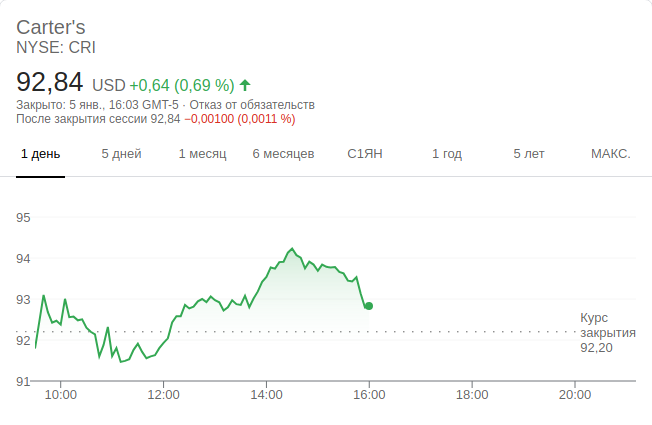 Carter's
NYSE: CRI
92,84 USD +0,64 (0,69 %)
Закрыто: 5 янв., 16:03 GMT-5 · Отказ от обязательств
После закрытия сессии 92,84 −0,00100 (0,0011 %)
1 день 5 дней 1 месяц 6 месяцев С1ЯН 1 год 5 лет МАКС.
95
94
93
92
91
Курс
закрытия
92,20
10:00 12:00 14:00 16:00 18:00 20:00